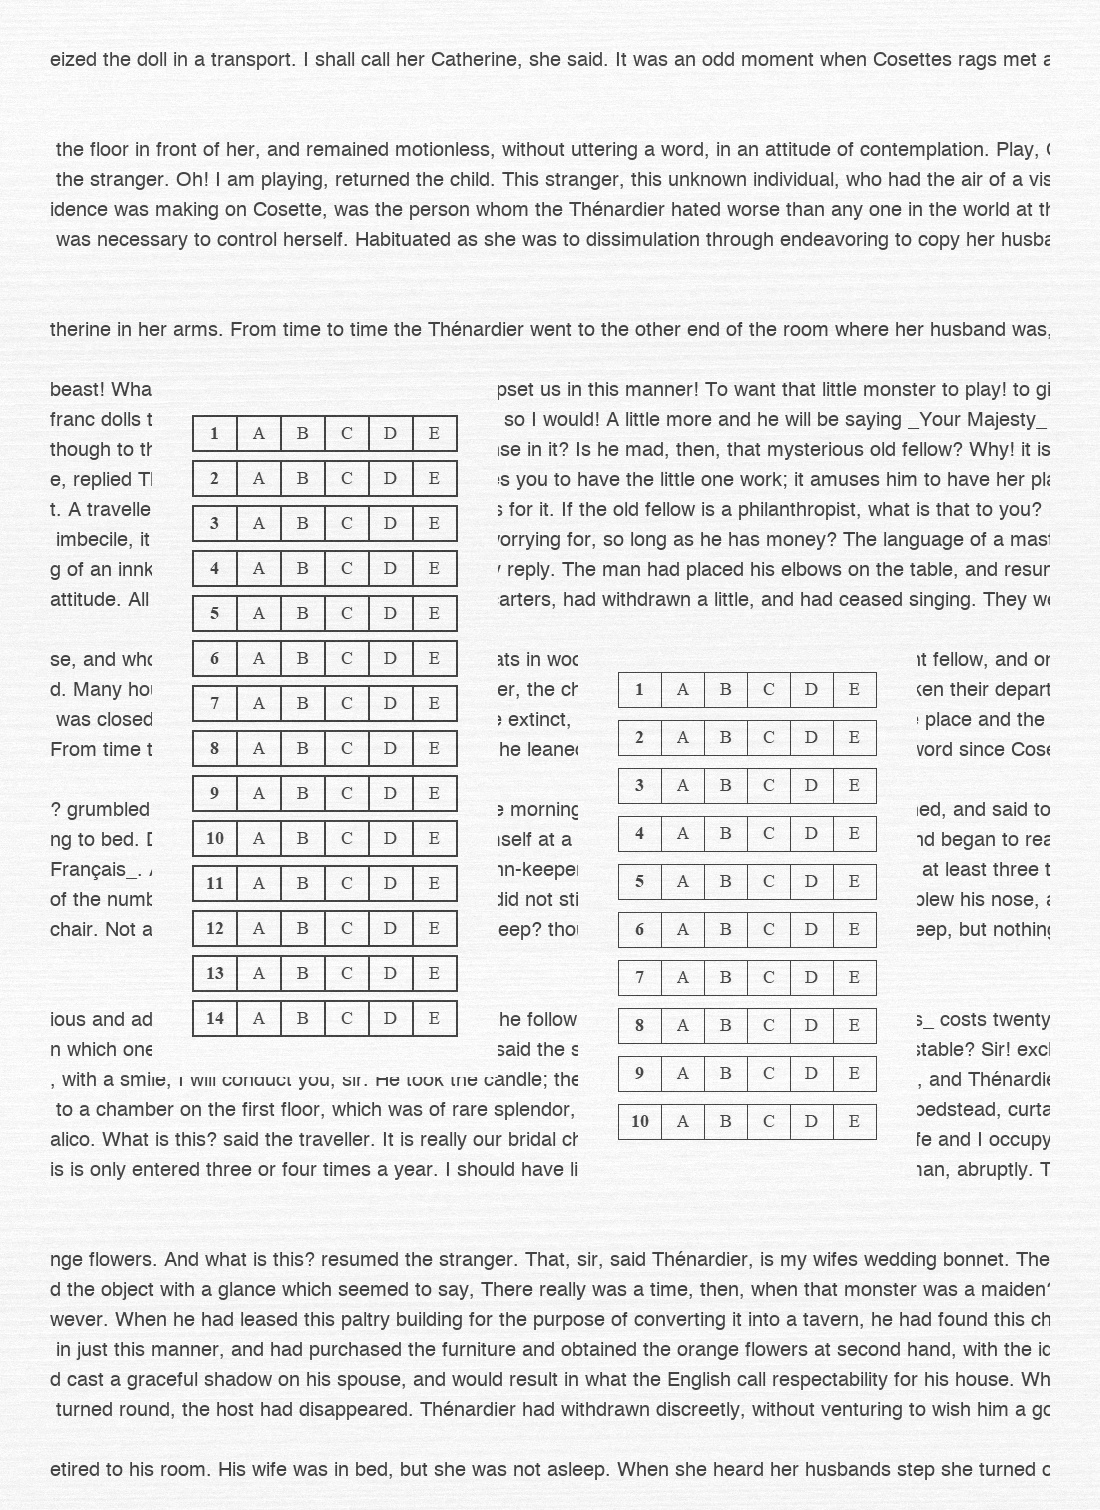 eized the doll in a transport. I shall call her Catherine, she said. It was an odd moment when Cosettes rags met
the floor in front of her, and remained motionless, without uttering a word, in an attitude of contemplation. Play,
the stranger. Oh! I am playing, returned the child. This stranger, this unknown individual, who had the air of a vis
idence was making on Cosette, was the person whom the Thénardier hated worse than any one in the world at th
was necessary to control herself. Habituated as she was to dissimulation through endeavoring to copy her husba
therine in her arms. From time to time the Thénardier went to the other end of the room where her husband was,
beast! Wha pset us in this manner! To want that little monster to play! to gi
franc dolls t so I would! A little more and he will be saying _Your Majesty_
though to th nse in it? Is he mad, then, that mysterious old fellow? Why! it is
e, replied Th s you to have the little one work; it amuses him to have her pla
t. A travelle s for it. If the old fellow is a philanthropist, what is that to you?
imbecile, it worrying for, so long as he has money? The language of a mast
g of an innk reply. The man had placed his elbows on the table, and resum
attitude. All arters, had withdrawn a little, and had ceased singing. They we
se, and who ats in woo t fellow, and or
d. Many hou er, the ch ken their depart
was closed e extinct, place and the
From time t he leaned word since Cose
? grumbled e morning ed, and said to
ng to bed. D self at a nd began to rea
Français_. nn-keeper at least three t
of the numb did not sti blew his nose,
chair. Not a eep? thou eep, but nothing
ious and ad he follow s_ costs twenty
n which one said the s stable? Sir! excl
, with a smile, I will conduct you, sir. He took the candle; the , and Thénardie
to a chamber on the first floor, which was of rare splendor, bedstead, curta
alico. What is this? said the traveller. It is really our bridal ch fe and I occupy
is is only entered three or four times a year. I should have li man, abruptly. T
nge flowers. And what is this? resumed the stranger. That, sir, said Thénardier, is my wifes wedding bonnet. The
d the object with a glance which seemed to say, There really was a time, then, when that monster was a maiden?
wever. When he had leased this paltry building for the purpose of converting it into a tavern, he had found this ch
in just this manner, and had purchased the furniture and obtained the orange flowers at second hand, with the id
d cast a graceful shadow on his spouse, and would result in what the English call respectability for his house. Wh
turned round, the host had disappeared. Thénardier had withdrawn discreetly, without venturing to wish him a go
etired to his room. His wife was in bed, but she was not asleep. When she heard her husbands step she turned
1 A B C D E
2 A B C D E
3 A B C D E
4 A B C D E
5 A B C D E
6 A B C D E
7 A B C D E
8 A B C D E
9 A B C D E
10 A B C D E
11 A B C D E
12 A B C D E
13 A B C D E
14 A B C D E
1 A B C D E
2 A B C D E
3 A B C D E
4 A B C D E
5 A B C D E
6 A B C D E
7 A B C D E
8 A B C D E
9 A B C D E
10 A B C D E